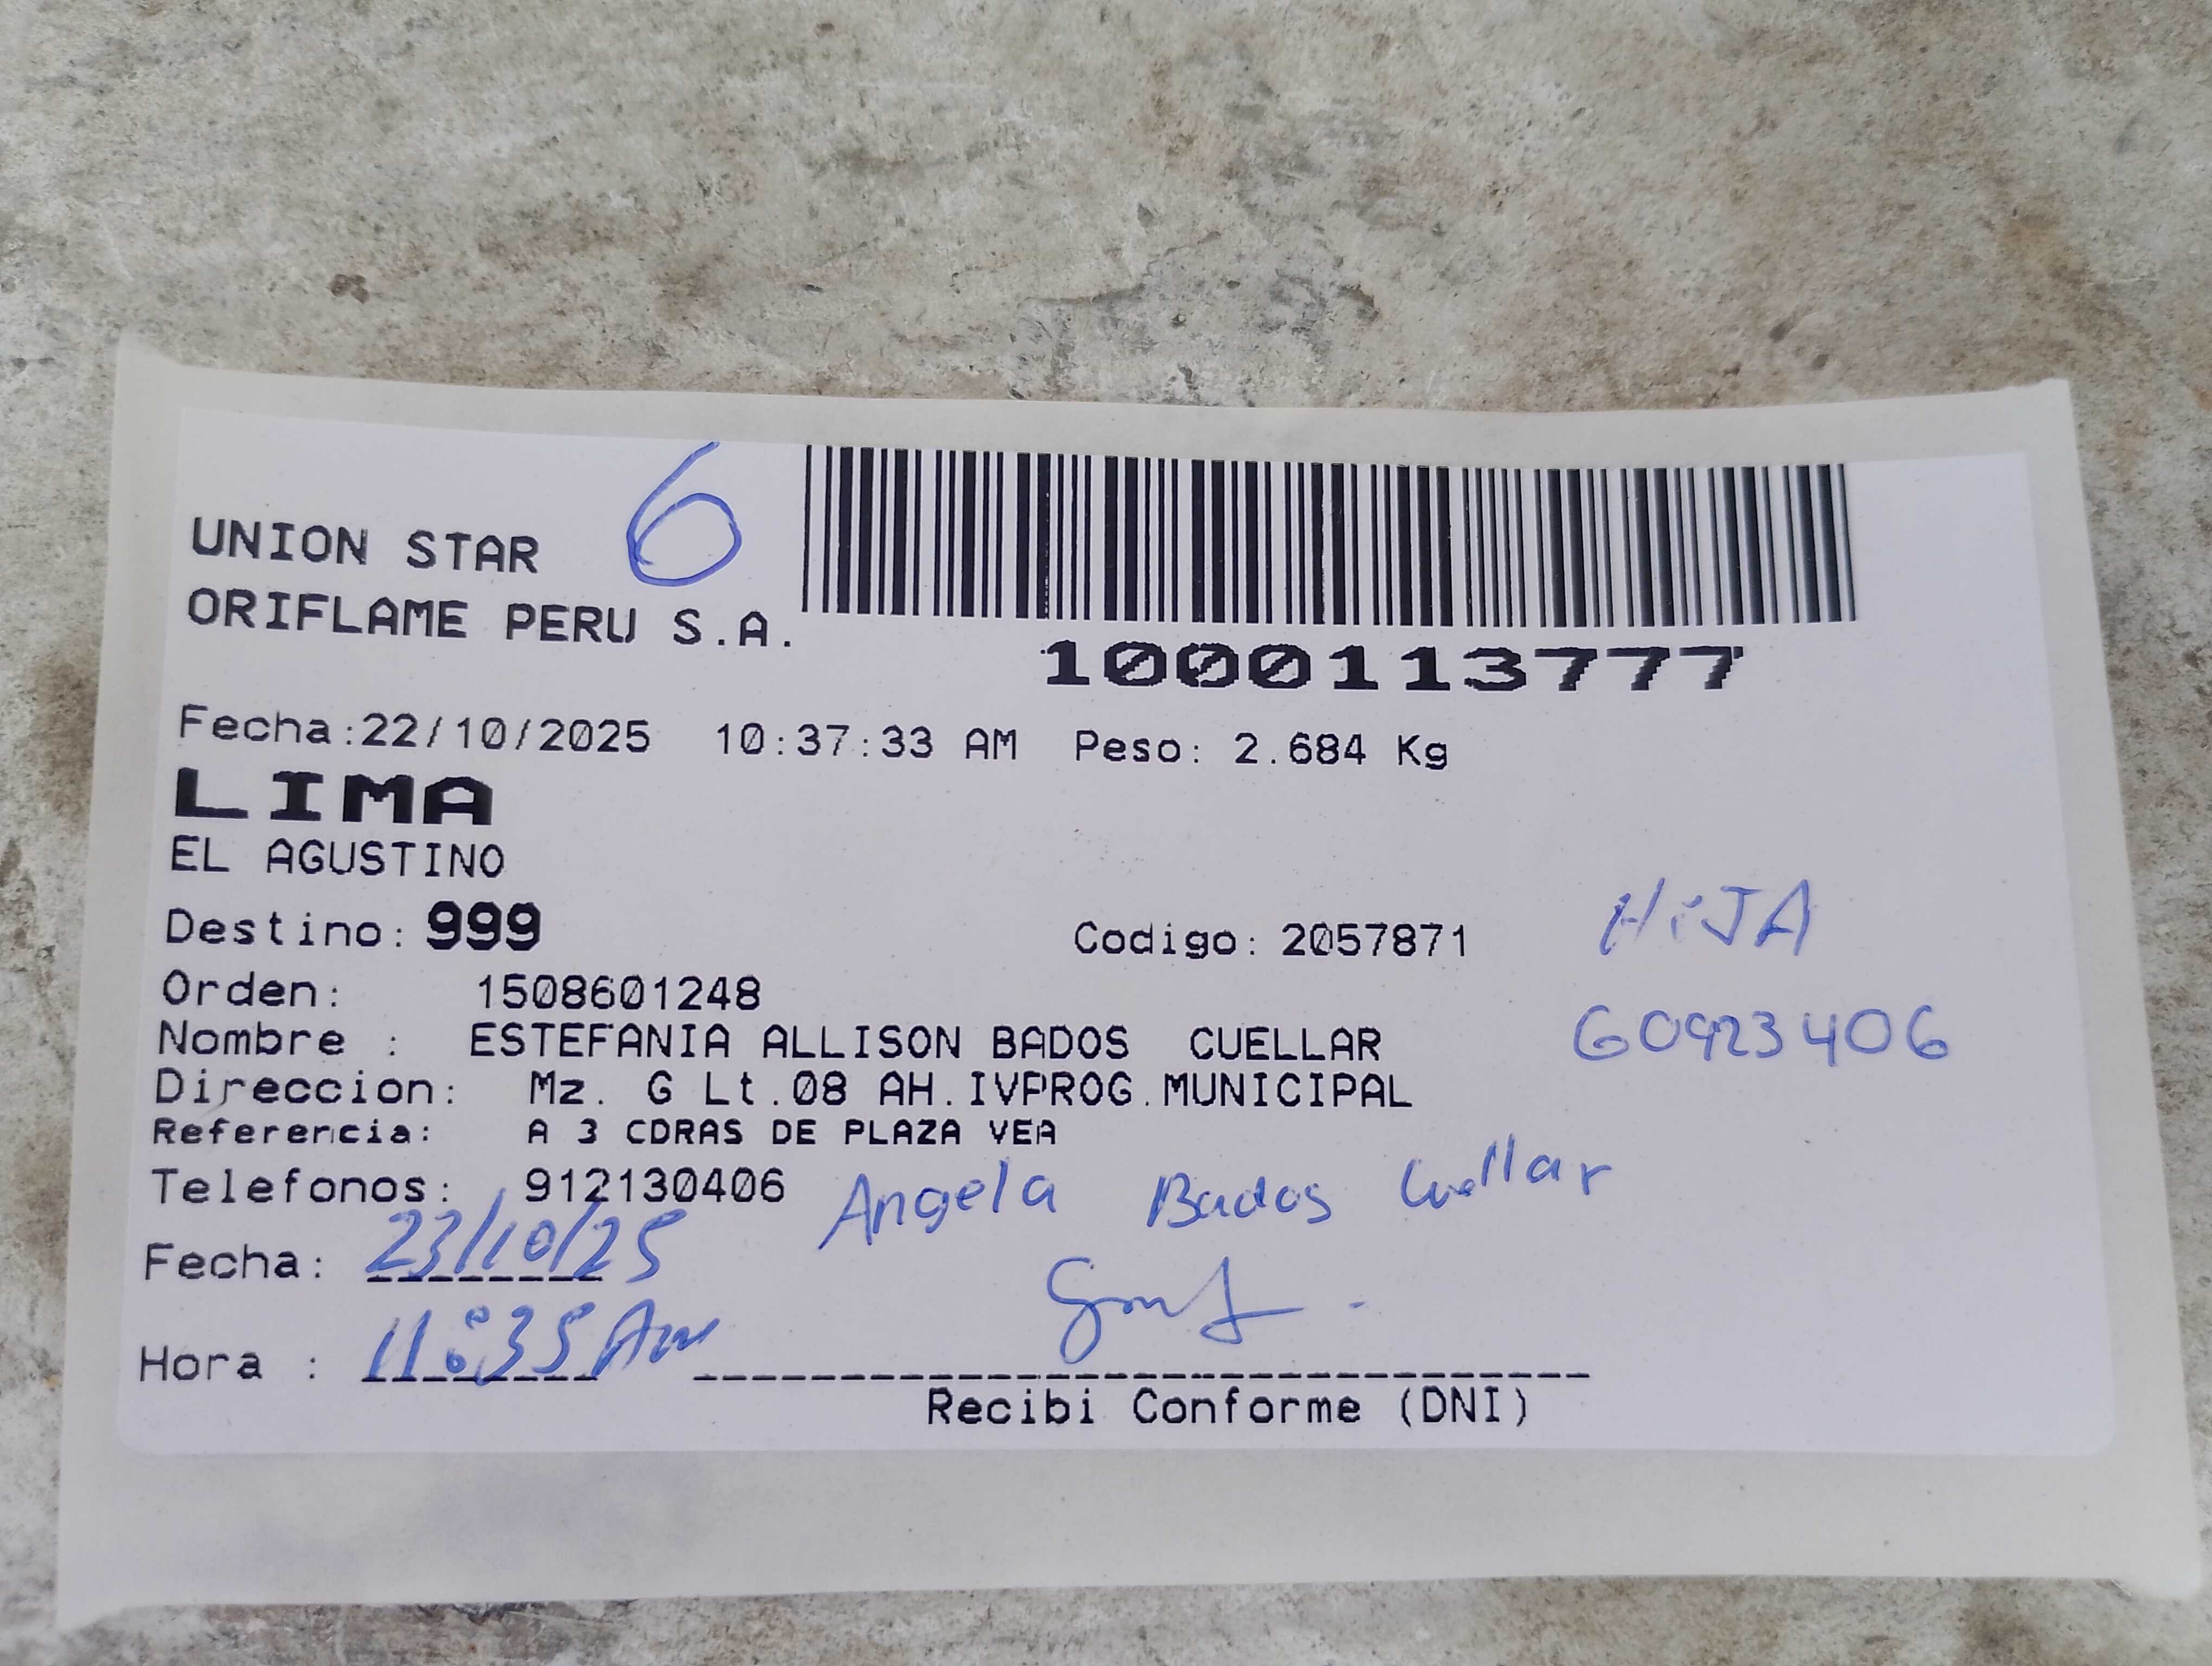 6
UNION STAR
ORIFLAME PERU S.A.
1000113777
Fecha:22/10/2025 10:37:33 AM Peso: 2.684 Kg
LIMA
EL AGUSTINO
Destino: 999 Codigo: 2057871 HiJA
Orden: 1508601248
Nombre : ESTEFANIA ALLISON BADOS CUELLAR 60923406
Direccion: Mz. G Lt.08 AH.IVPROG.MUNICIPAL
Referencia: A 3 CDRAS DE PLAZA VEA
Telefonos: 912130406 Angela Bados Cuellar
Fecha: 23/10/25
Hora : 11:35 Am
Recibi Conforme (DNI)